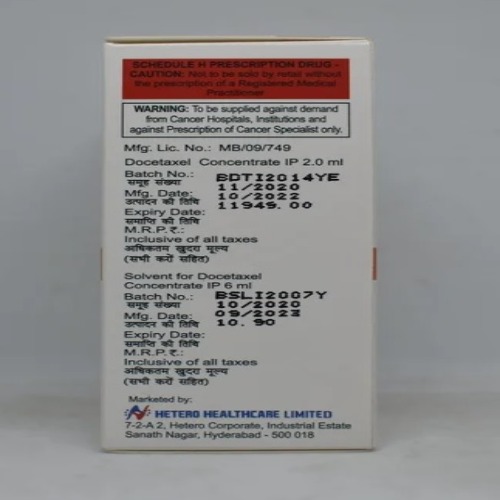 SCHEDULE H PRESCRIPTION DRUG -
CAUTION: Not to be solo by retail without
the prescription of a Registered Medical
Practitioner
WARNING: To be supplied against demand
from Cancer Hospitals, Institutions and
against Prescription of Cancer Specialist only.
Mfg. Lic. No.: MB/09/749
Docetaxel Concentrate IP 2.0 ml
Batch No.: BDTI2014YE
समूह संख्या 11/2020
Mfg. Date: 10/2022
उत्पादन की तिथि 11949.00
Expiry Date:
समाप्ति की तिथि
M.R.P.₹.:
Inclusive of all taxes
अधिकतम खुदरा मूल्य
(सभी करों सहित)
Solvent for Docetaxel
Concentrate IP 6 ml
Batch No.: BSLI2007Y
समूह संख्या 10/2020
Mfg. Date: 09/2023
उत्पादन की तिथि 10.90
Expiry Date:
समाप्ति की तिथि
M.R.P.₹.:
Inclusive of all taxes
अधिकतम खुदरा मूल्य
(सभी करों सहित)
Marketed by:
HETERO HEALTHCARE LIMITED
7-2-A 2, Hetero Corporate, Industrial Estate
Sanath Nagar, Hyderabad - 500 018